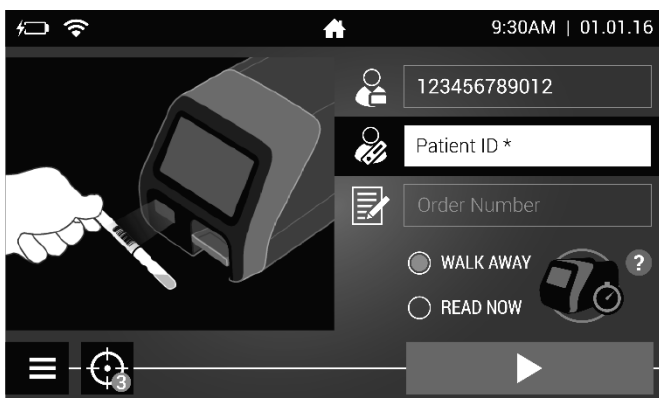 9:30AM | 01.01.16
123456789012
Patient ID *
Order Number
WALK AWAY
?
READ NOW
3